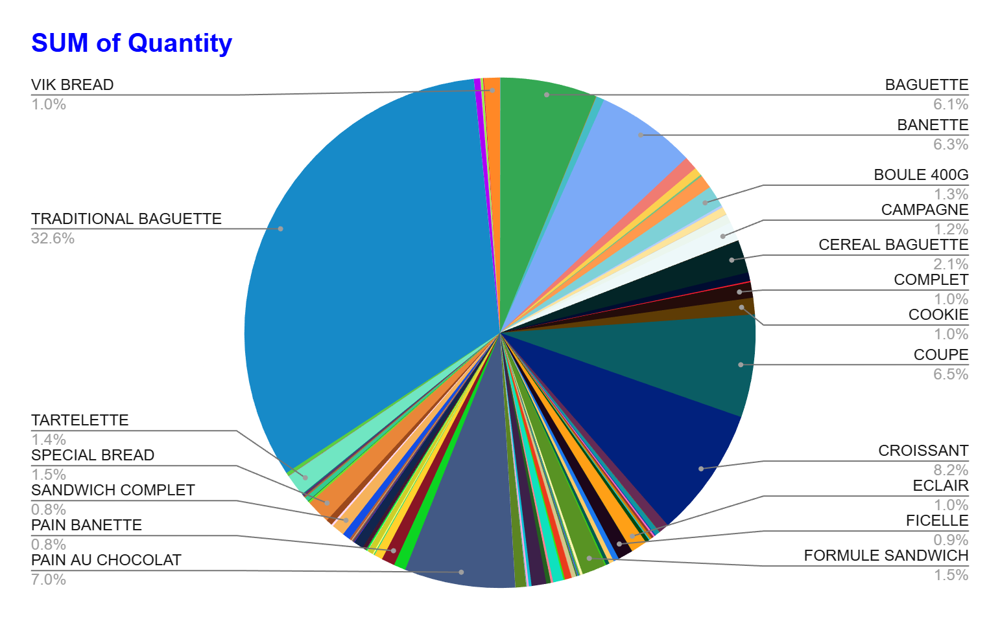 SUM of Quantity
VIK BREAD
1.0%
TRADITIONAL BAGUETTE
32.6%
TARTELETTE
1.4%
SPECIAL BREAD
1.5%
SANDWICH COMPLET
0.8%
PAIN BANETTE
0.8%
PAIN AU CHOCOLAT
7.0%
BAGUETTE
6.1%
BANETTE
6.3%
BOULE 400G
1.3%
CAMPAGNE
1.2%
CEREAL BAGUETTE
2.1%
COMPLET
1.0%
COOKIE
1.0%
COUPE
6.5%
CROISSANT
8.2%
ECLAIR
1.0%
FICELLE
0.9%
FORMULE SANDWICH
1.5%